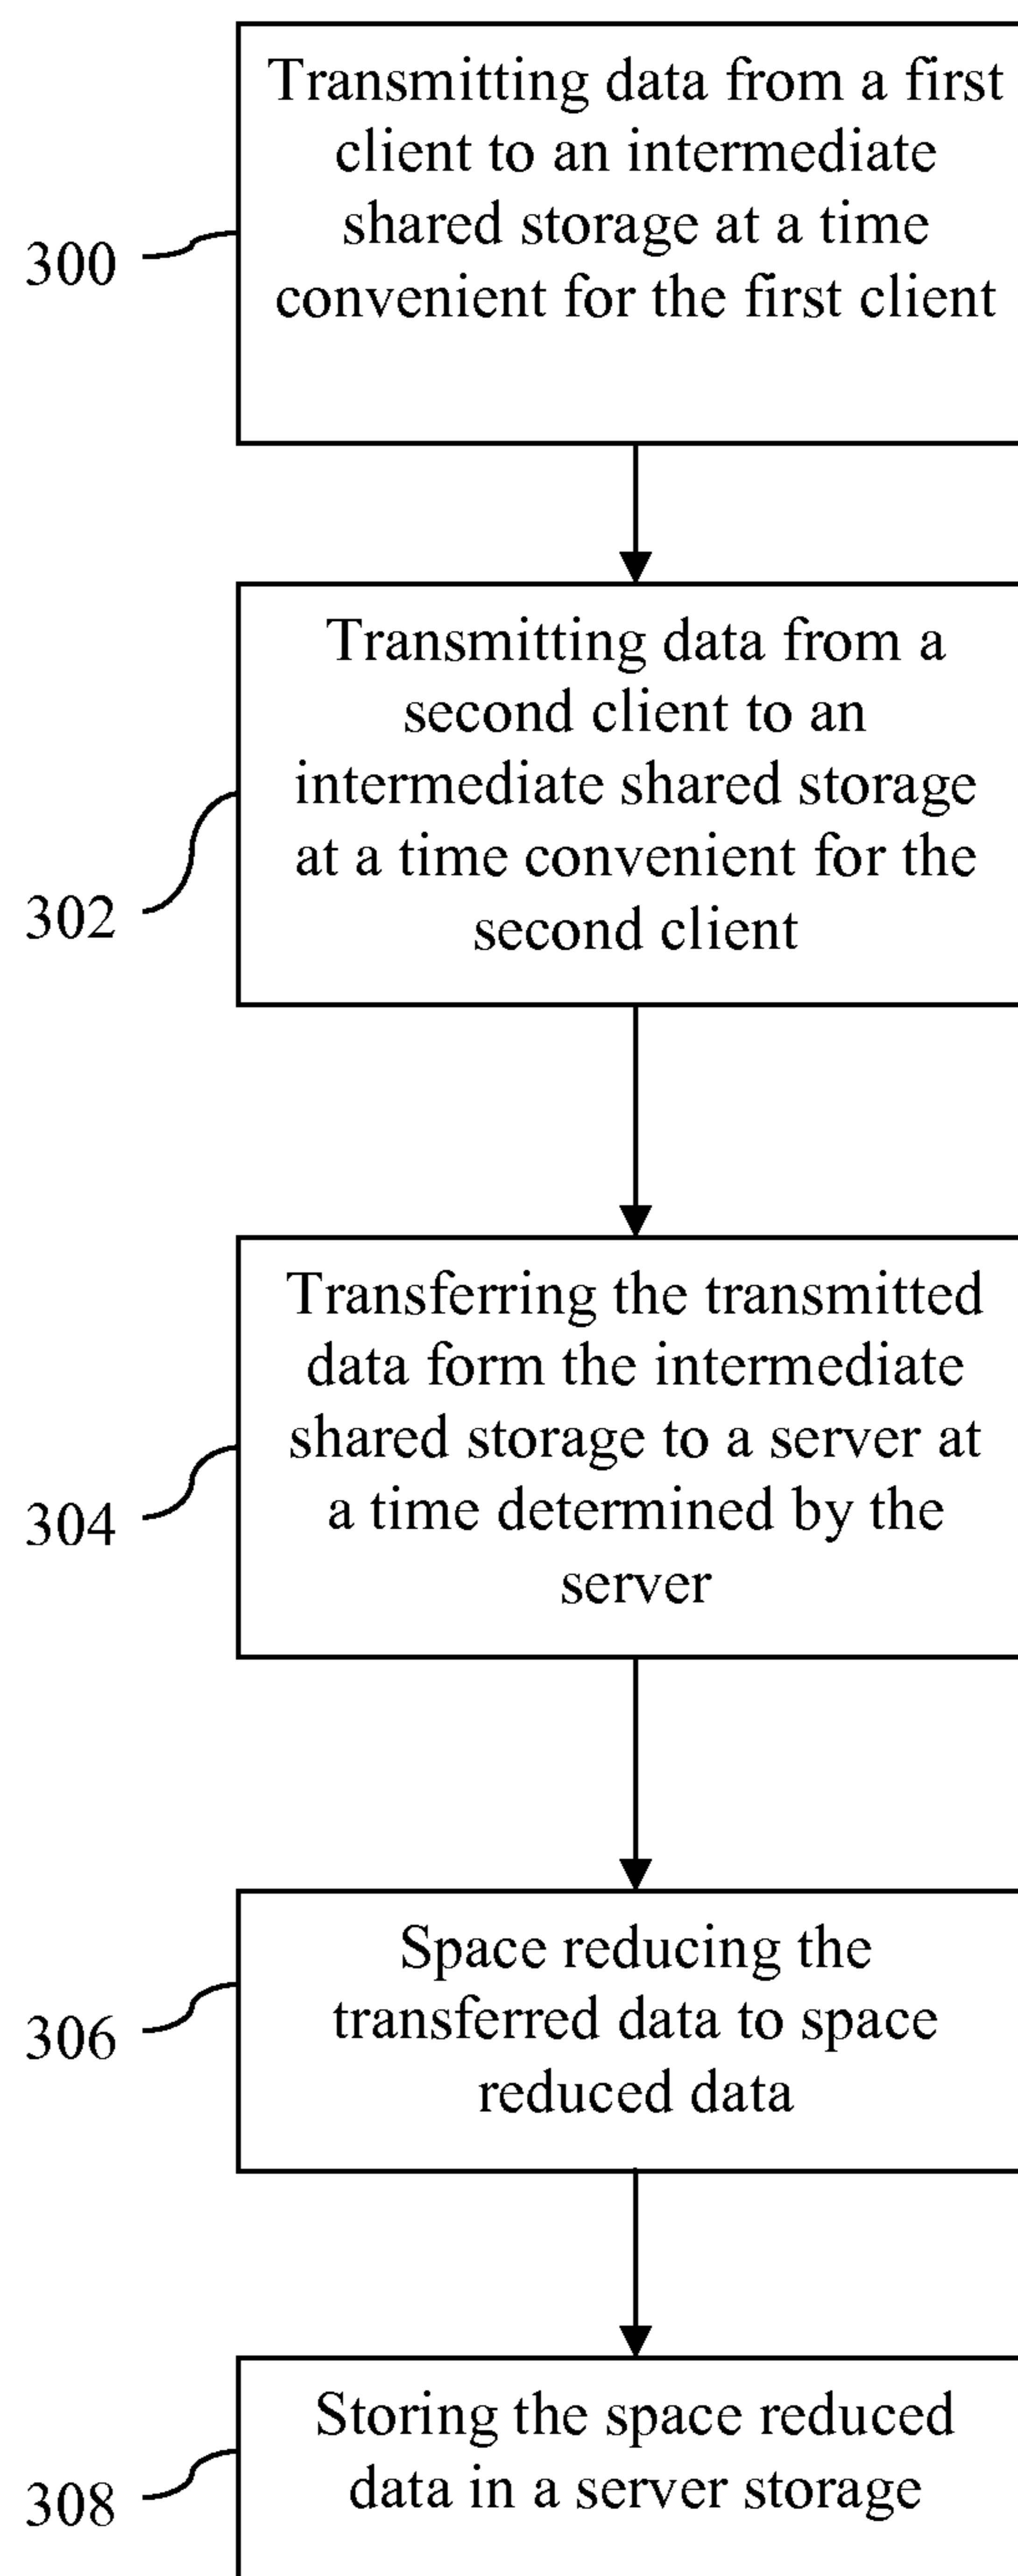 Transmitting data from a first
client to an intermediate
shared storage at a time
convenient for the first client
300
Transmitting data from a
second client to an
intermediate shared storage
at a time convenient for the
second client
302
Transferring the transmitted
data form the intermediate
shared storage to a server at
a time determined by the
server
304
Space reducing the
transferred data to space
reduced data
306
Storing the space reduced
data in a server storage
308